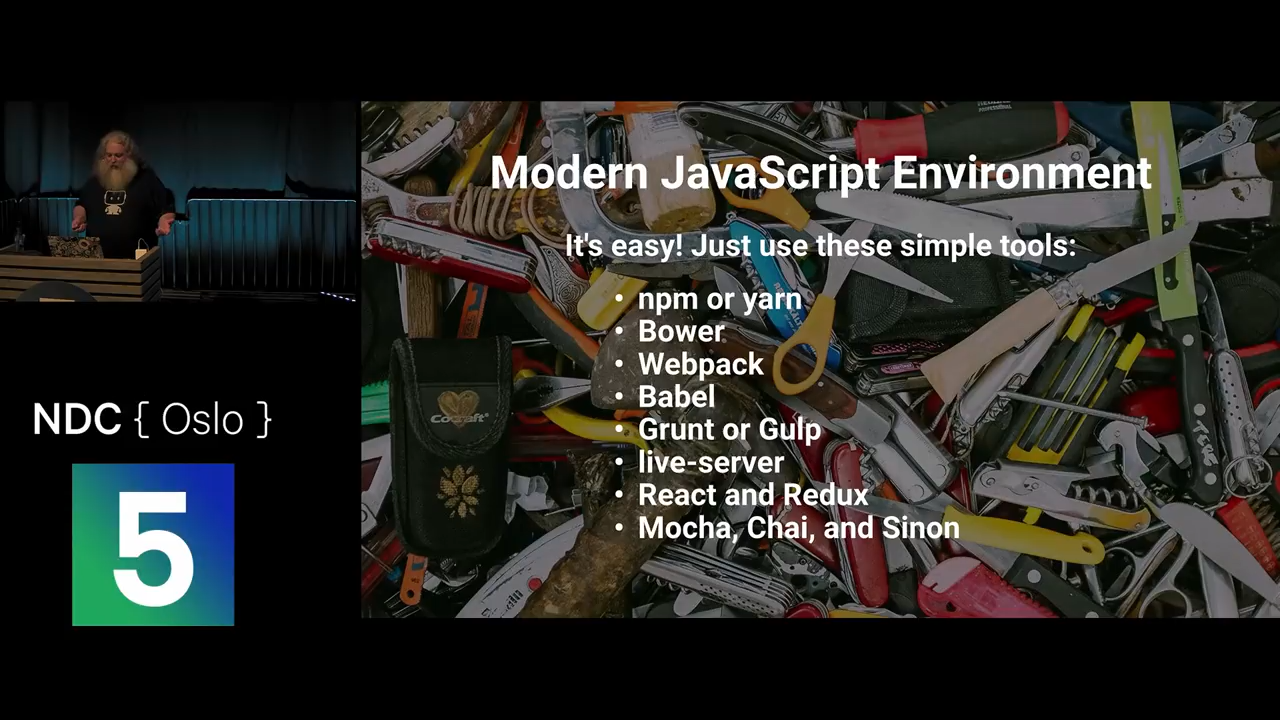 Modern JavaScript Environment
It's easy! Just use these simple tools:
• npm or yarn
• Bower
• Webpack
• Babel
• Grunt or Gulp
• live-server
• React and Redux
• Mocha, Chai, and Sinon
NDC { Oslo }
5